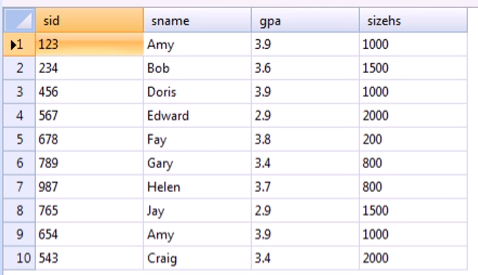 sid sname gpa sizehs
1 123 Amy 3.9 1000
2 234 Bob 3.6 1500
3 456 Doris 3.9 1000
4 567 Edward 2.9 2000
5 678 Fay 3.8 200
6 789 Gary 3.4 800
7 987 Helen 3.7 800
8 765 Jay 2.9 1500
9 654 Amy 3.9 1000
10 543 Craig 3.4 2000